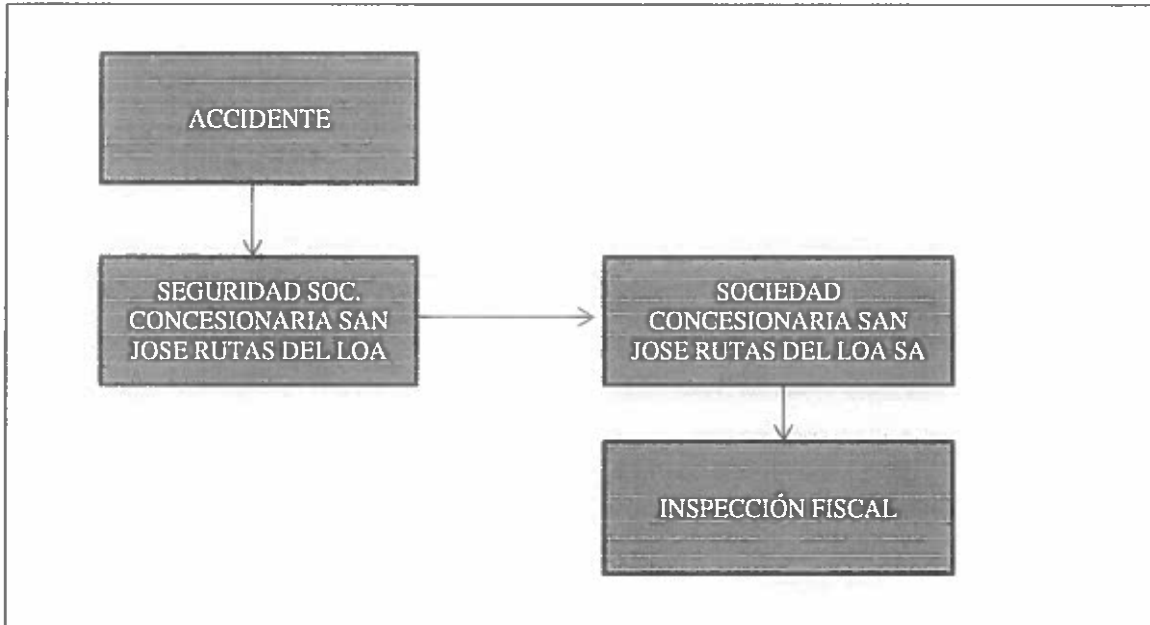 ACCIDENTE
SEGURIDAD SOC.
CONCESIONARIA SAN
JOSE RUTAS DEL LOA
SOCIEDAD
CONCESIONARIA SAN
JOSE RUTAS DEL LOA SA
INSPECCIÓN FISCAL